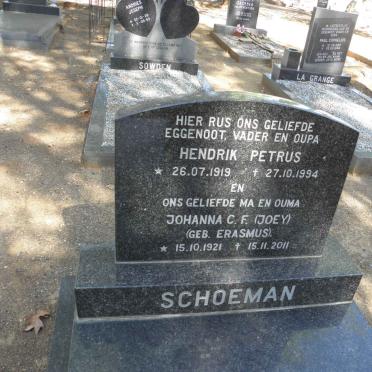 HIER RUS ONS GELIEFDE
EGGENOOT, VADER EN OUPA
HENDRIK PETRUS
* 26.07.1919 † 27.10.1994
EN
ONS GELIEFDE MA EN OUMA
JOHANNA C.F. (JOEY)
(GEB. ERASMUS)
* 15.10.1921 † 15.11.2011
SCHOEMAN
SOWDEN
LA GRANGE